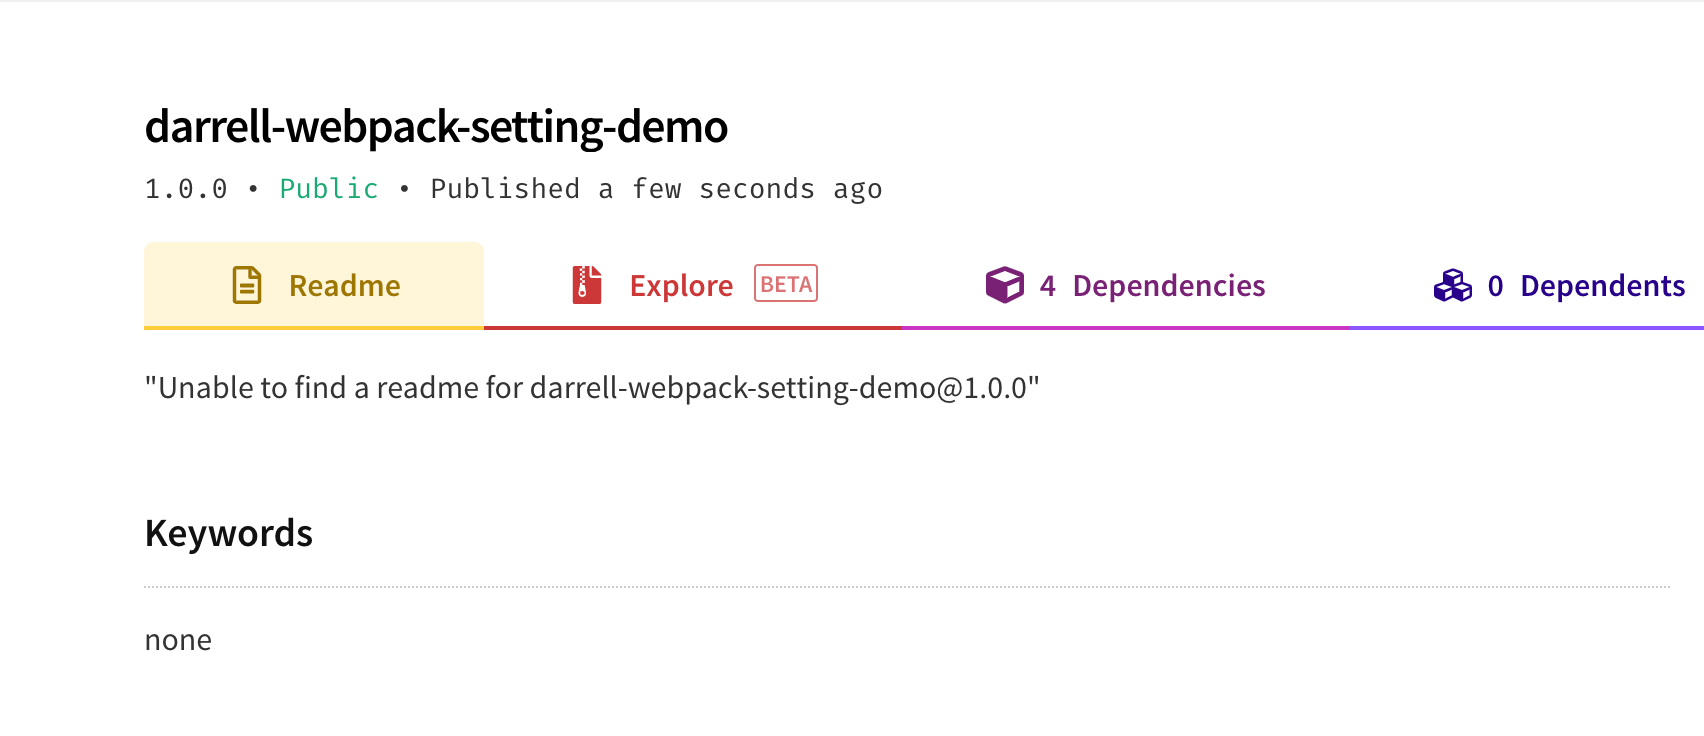 darrell-webpack-setting-demo
1.0.0 • Public • Published a few seconds ago
Readme Explore BETA 4 Dependencies 0 Dependents
"Unable to find a readme for darrell-webpack-setting-demo@1.0.0"
Keywords
none